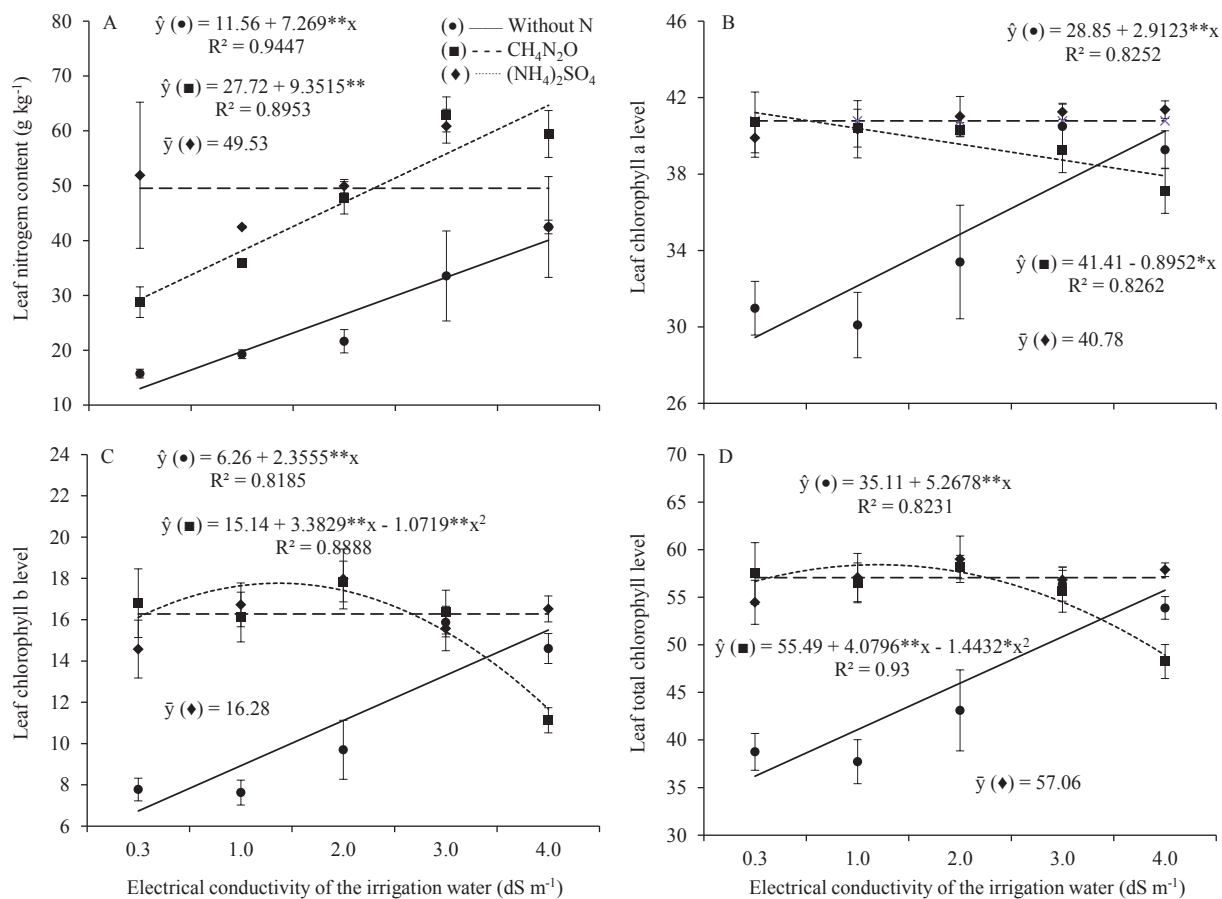 A
ŷ (●) = 11.56 + 7.269**x
R² = 0.9447
ŷ (■) = 27.72 + 9.3515**
R² = 0.8953
ȳ (♦) = 49.53
(●) Without N
(■) CH₄N₂O
(♦) (NH₄)₂SO₄
Leaf nitrogem content (g kg⁻¹)
80
70
60
50
40
30
20
10
B
ŷ (●) = 28.85 + 2.9123**x
R² = 0.8252
ŷ (■) = 41.41 - 0.8952*x
R² = 0.8262
ȳ (♦) = 40.78
Leaf chlorophyll a level
46
42
38
34
30
26
C
ŷ (●) = 6.26 + 2.3555**x
R² = 0.8185
ŷ (■) = 15.14 + 3.3829**x - 1.0719**x²
R² = 0.8888
ȳ (♦) = 16.28
Leaf chlorophyll b level
24
22
20
18
16
14
12
10
8
6
0.3 1.0 2.0 3.0 4.0
Electrical conductivity of the irrigation water (dS m⁻¹)
D
ŷ (●) = 35.11 + 5.2678**x
R² = 0.8231
ŷ (■) = 55.49 + 4.0796**x - 1.4432*x²
R² = 0.93
ȳ (♦) = 57.06
Leaf total chlorophyll level
70
65
60
55
50
45
40
35
30
0.3 1.0 2.0 3.0 4.0
Electrical conductivity of the irrigation water (dS m⁻¹)